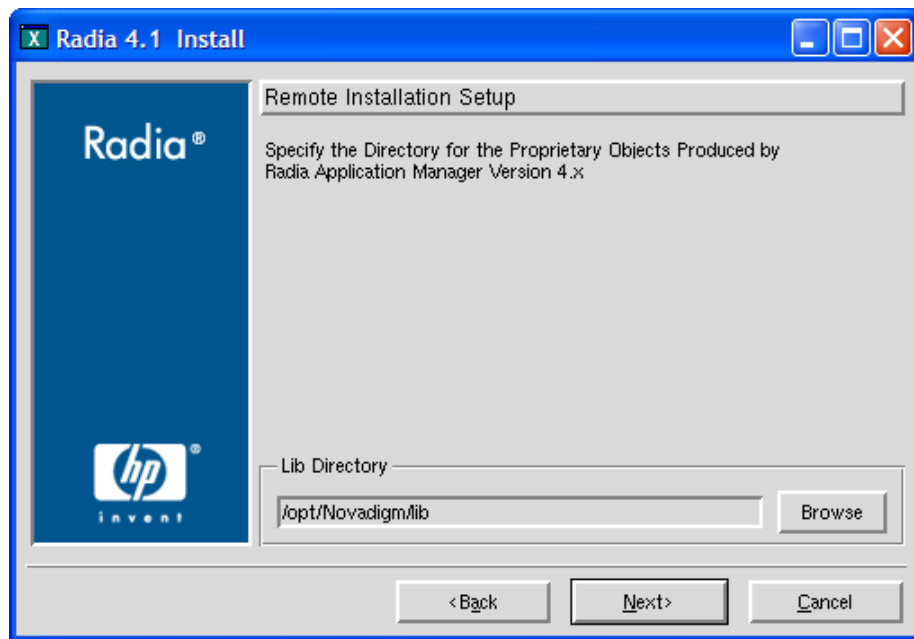 X Radia 4.1 Install
Radia®
Remote Installation Setup
Specify the Directory for the Proprietary Objects Produced by
Radia Application Manager Version 4.x
hp®
invent
Lib Directory
/opt/Novadigm/lib
Browse
<Back
Next>
Cancel